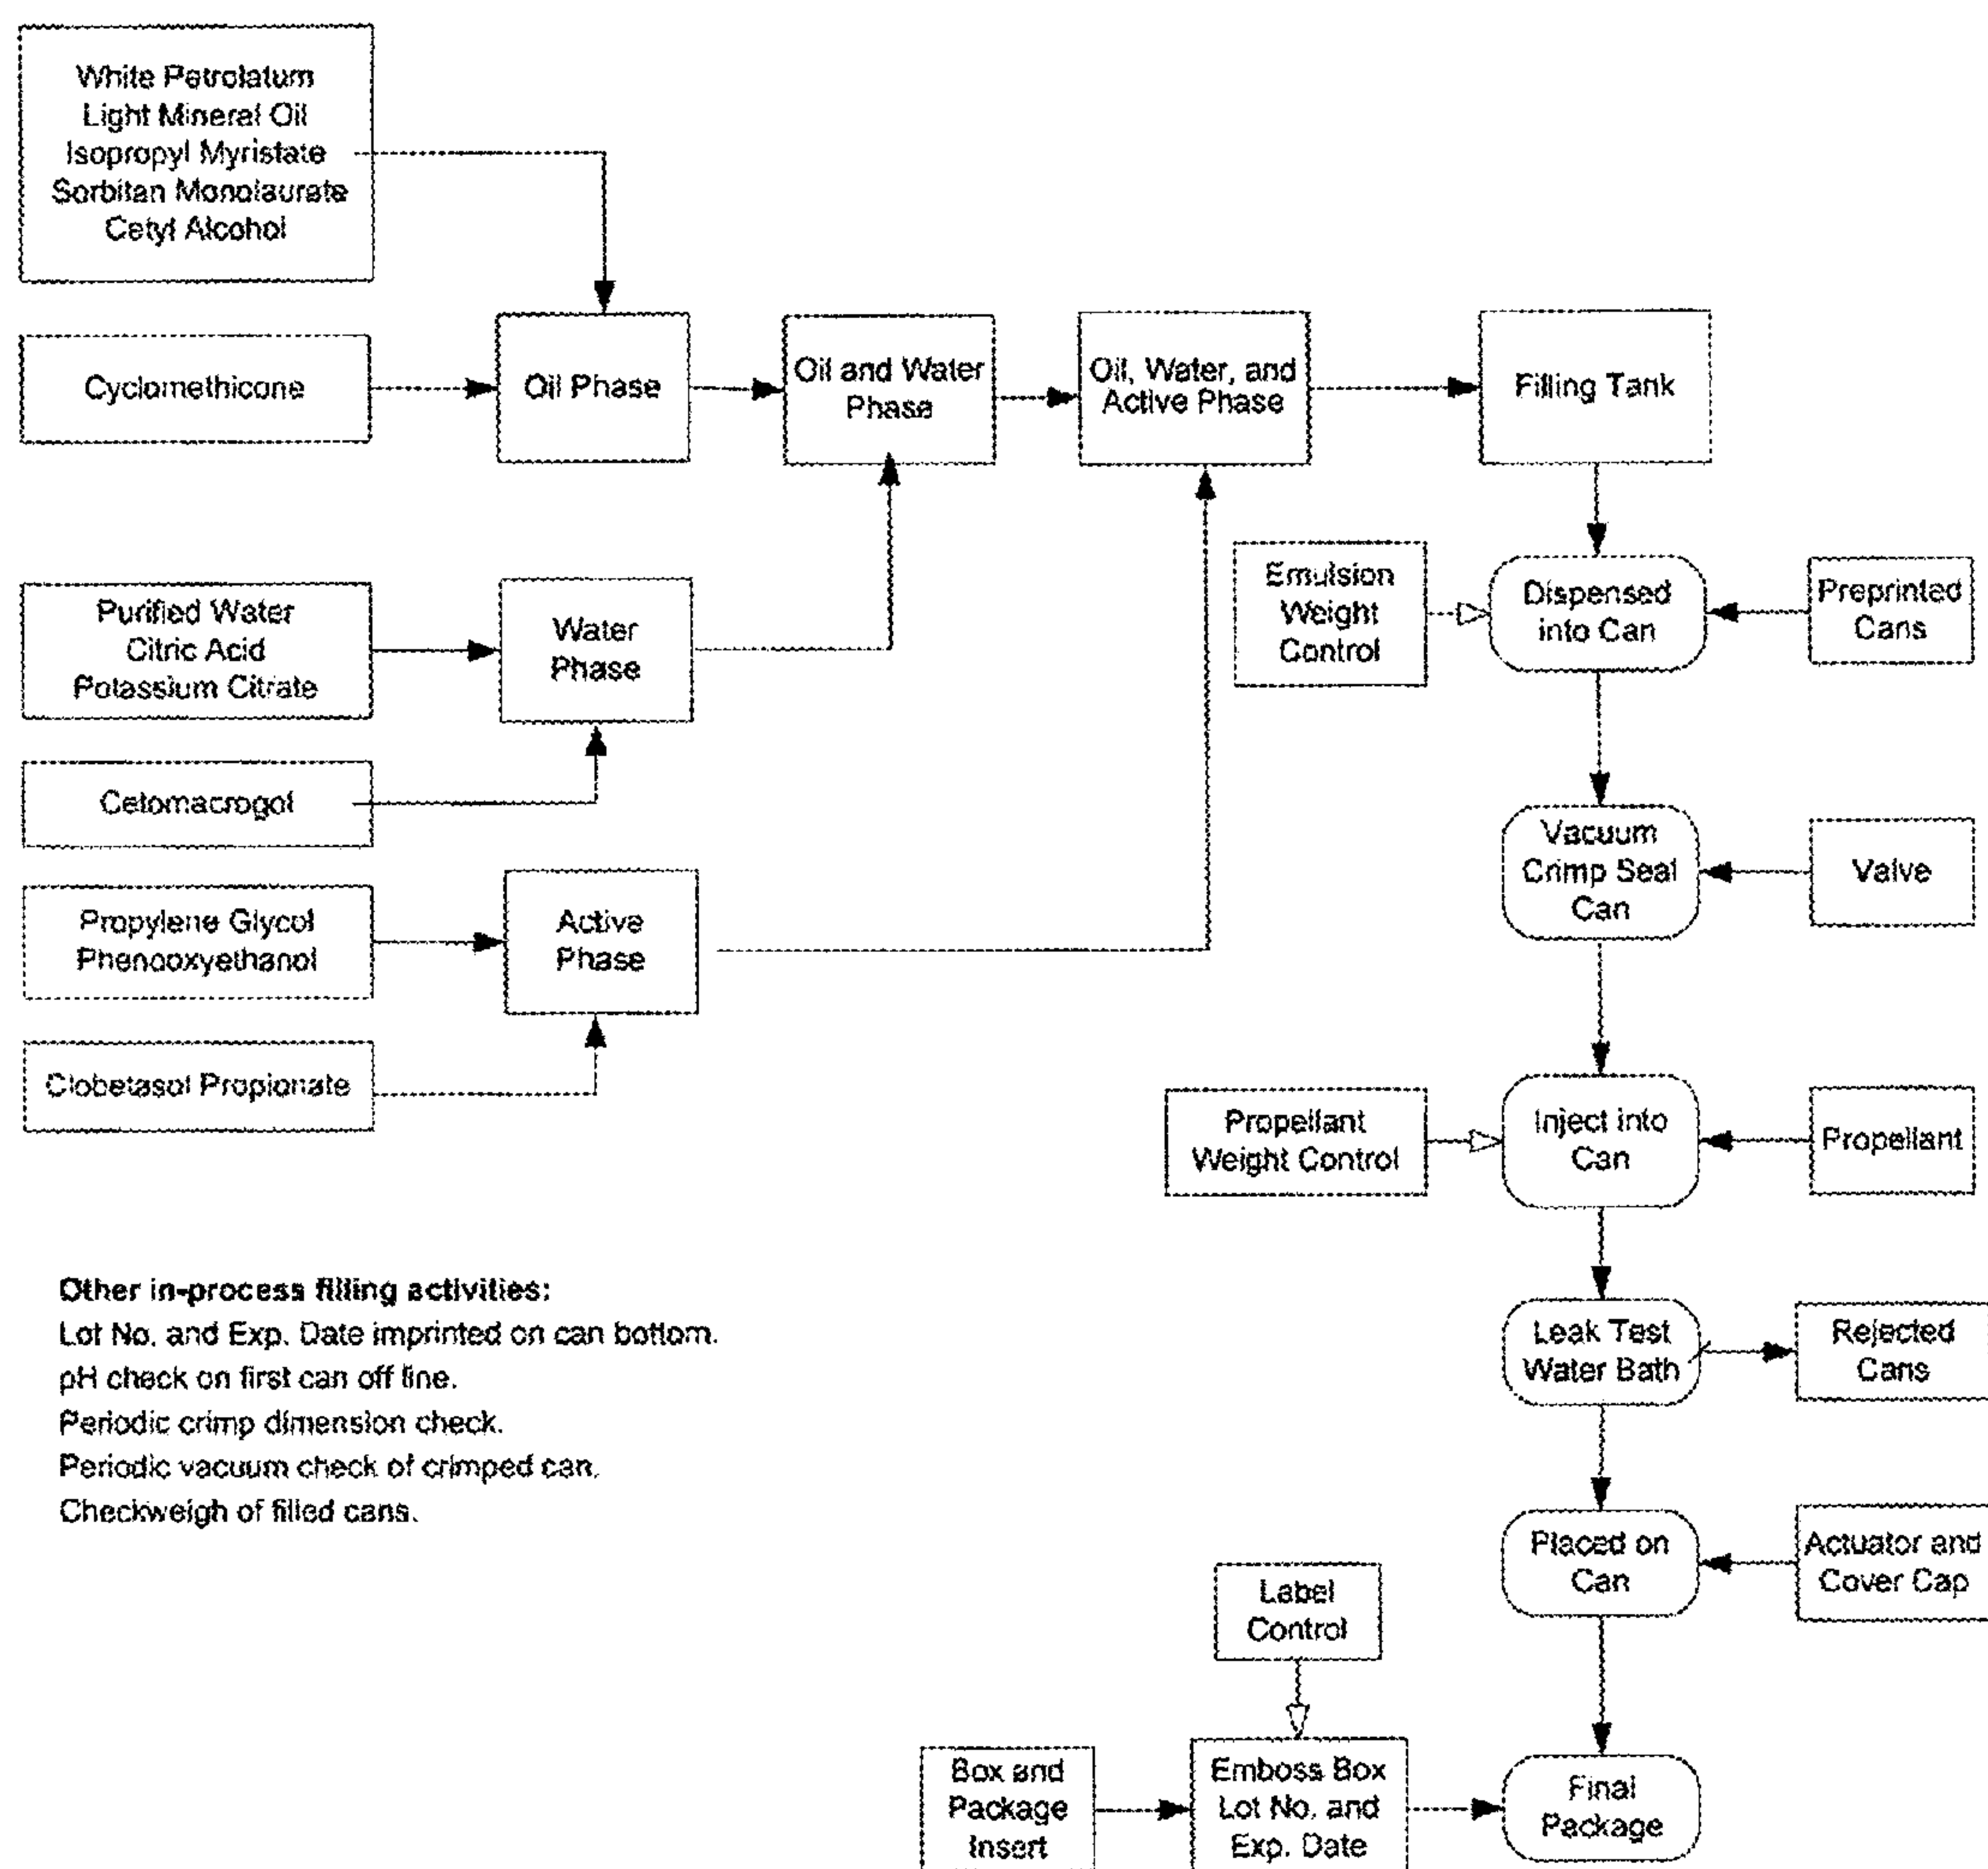 White Petrolatum
Light Mineral Oil
Isopropyl Myristate
Sorbitan Monolaurate
Cetyl Alcohol
Cyclomethicone
Oil Phase
Oil and Water
Phase
Oil, Water, and
Active Phase
Filling Tank
Purified Water
Citric Acid
Potassium Citrate
Water
Phase
Emulsion
Weight
Control
Dispensed
into Can
Preprinted
Cans
Cetomacrogol
Vacuum
Crimp Seal
Can
Valve
Propylene Glycol
Phenooxyethanol
Active
Phase
Clobetasol Propionate
Propellant
Weight Control
Inject into
Can
Propellant
Other in-process filling activities:
Lot No. and Exp. Date imprinted on can bottom.
pH check on first can off line.
Periodic crimp dimension check.
Periodic vacuum check of crimped can.
Checkweigh of filled cans.
Leak Test
Water Bath
Rejected
Cans
Placed on
Can
Actuator and
Cover Cap
Label
Control
Box and
Package
Insert
Emboss Box
Lot No. and
Exp. Date
Final
Package